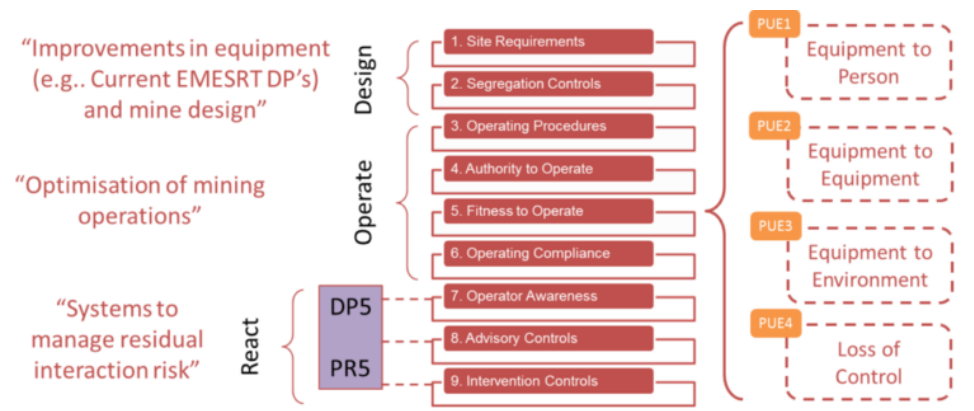 “Improvements in equipment
(e.g.. Current EMESRT DP’s)
and mine design”
Design
1. Site Requirements
2. Segregation Controls
“Optimisation of mining
operations”
Operate
3. Operating Procedures
4. Authority to Operate
5. Fitness to Operate
6. Operating Compliance
“Systems to
manage residual
interaction risk”
React
DP5
PR5
7. Operator Awareness
8. Advisory Controls
9. Intervention Controls
PUE1
Equipment to
Person
PUE2
Equipment to
Equipment
PUE3
Equipment to
Environment
PUE4
Loss of
Control